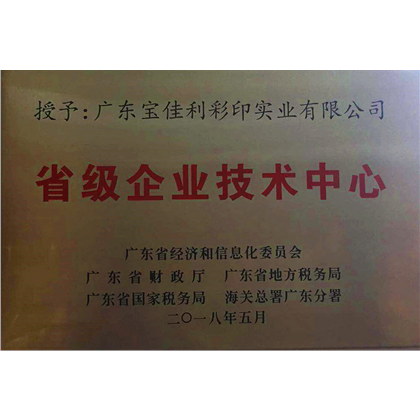 授予:广东宝佳利彩印实业有限公司
省级企业技术中心
广东省经济和信息化委员会
广东省财政厅 广东省地方税务局
广东省国家税务局 海关总署广东分署
二〇一八年五月